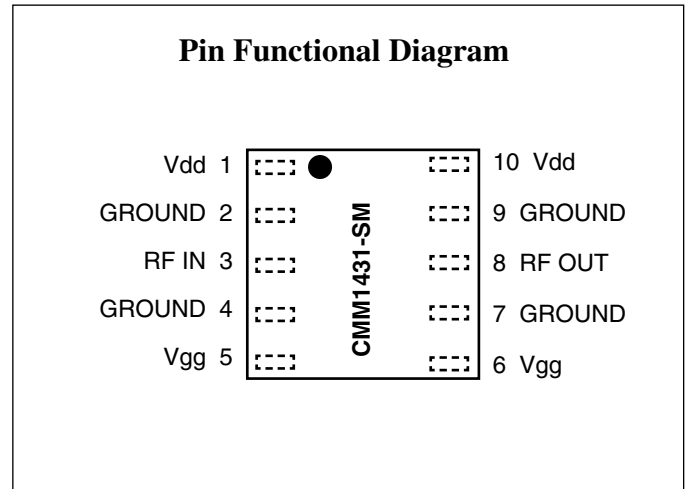 Pin Functional Diagram
Vdd 1
10 Vdd
GROUND 2
9 GROUND
RF IN 3
8 RF OUT
GROUND 4
7 GROUND
Vgg 5
6 Vgg
CMM1431-SM